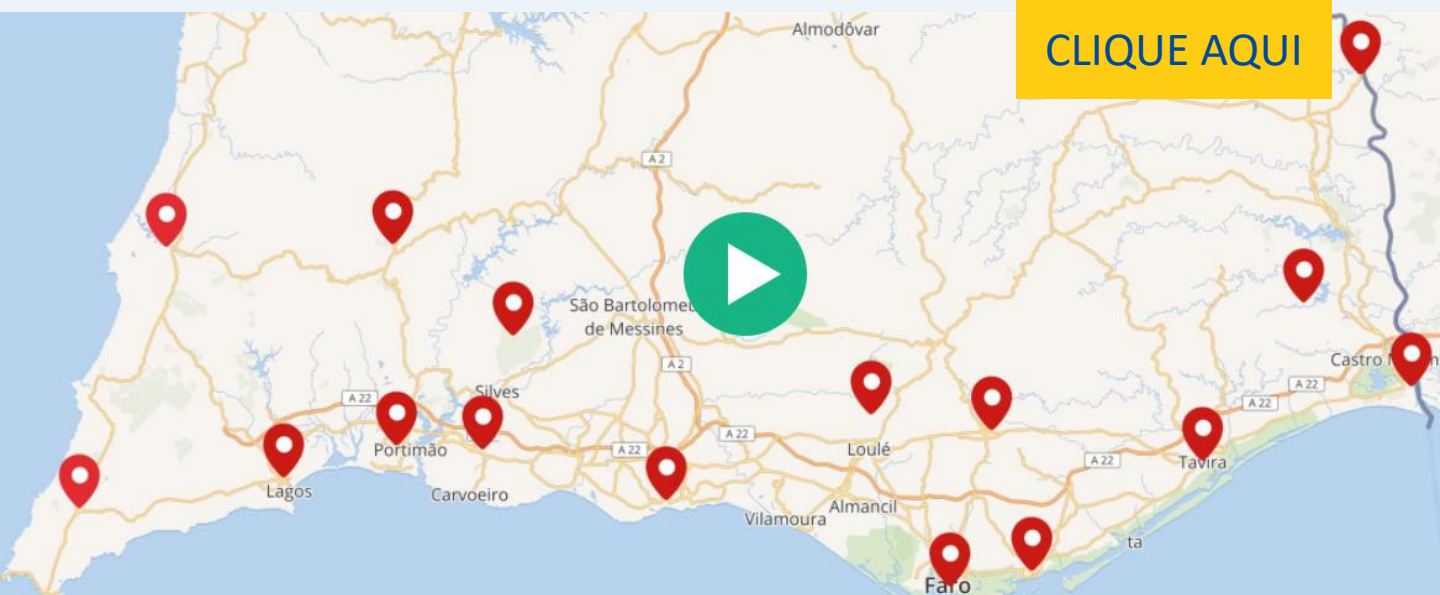 Almodôvar
CLIQUE AQUI
A 2
São Bartolomeu
de Messines
A 2
Castro
A 22
A 22
A 22
Silves
A 22
A 22
Portimão
Loulé
A 22
Tavira
Lagos
Carvoeiro
Vilamoura
Almancil
ta
Faro